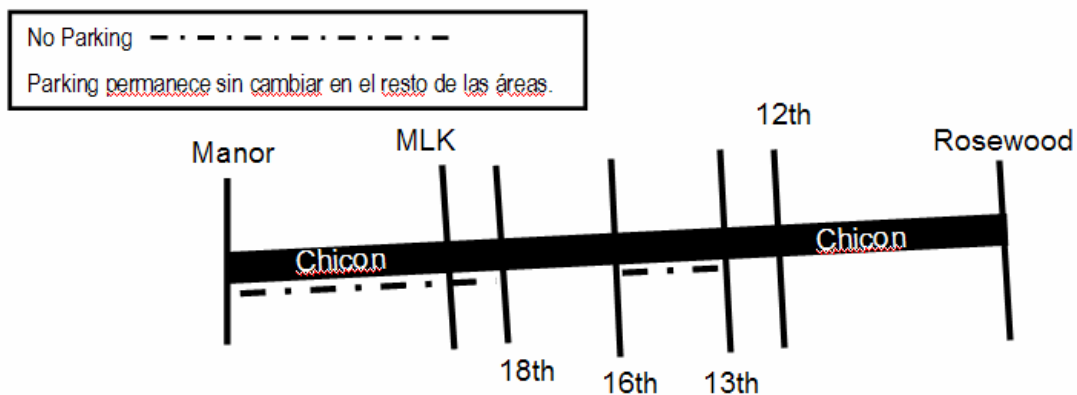 No Parking
Parking permanece sin cambiar en el resto de las áreas.
12th
Manor
MLK
Rosewood
Chicon
Chicon
18th
16th
13th